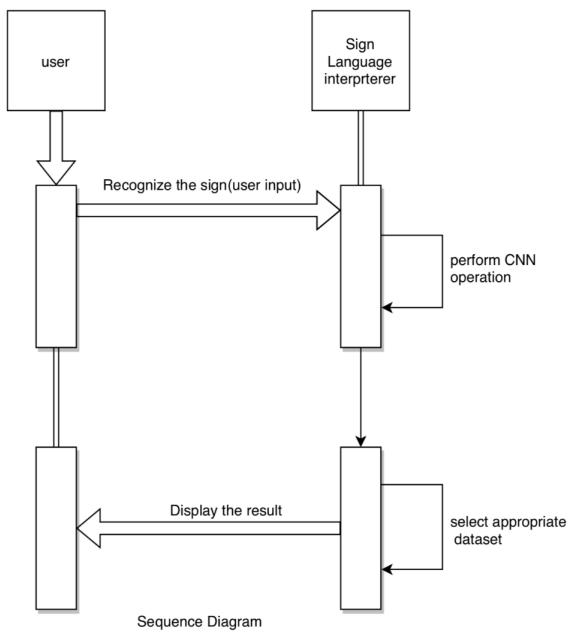 user
Sign
Language
interprterer
Recognize the sign(user input)
perform CNN
operation
Display the result
select appropriate
dataset
Sequence Diagram